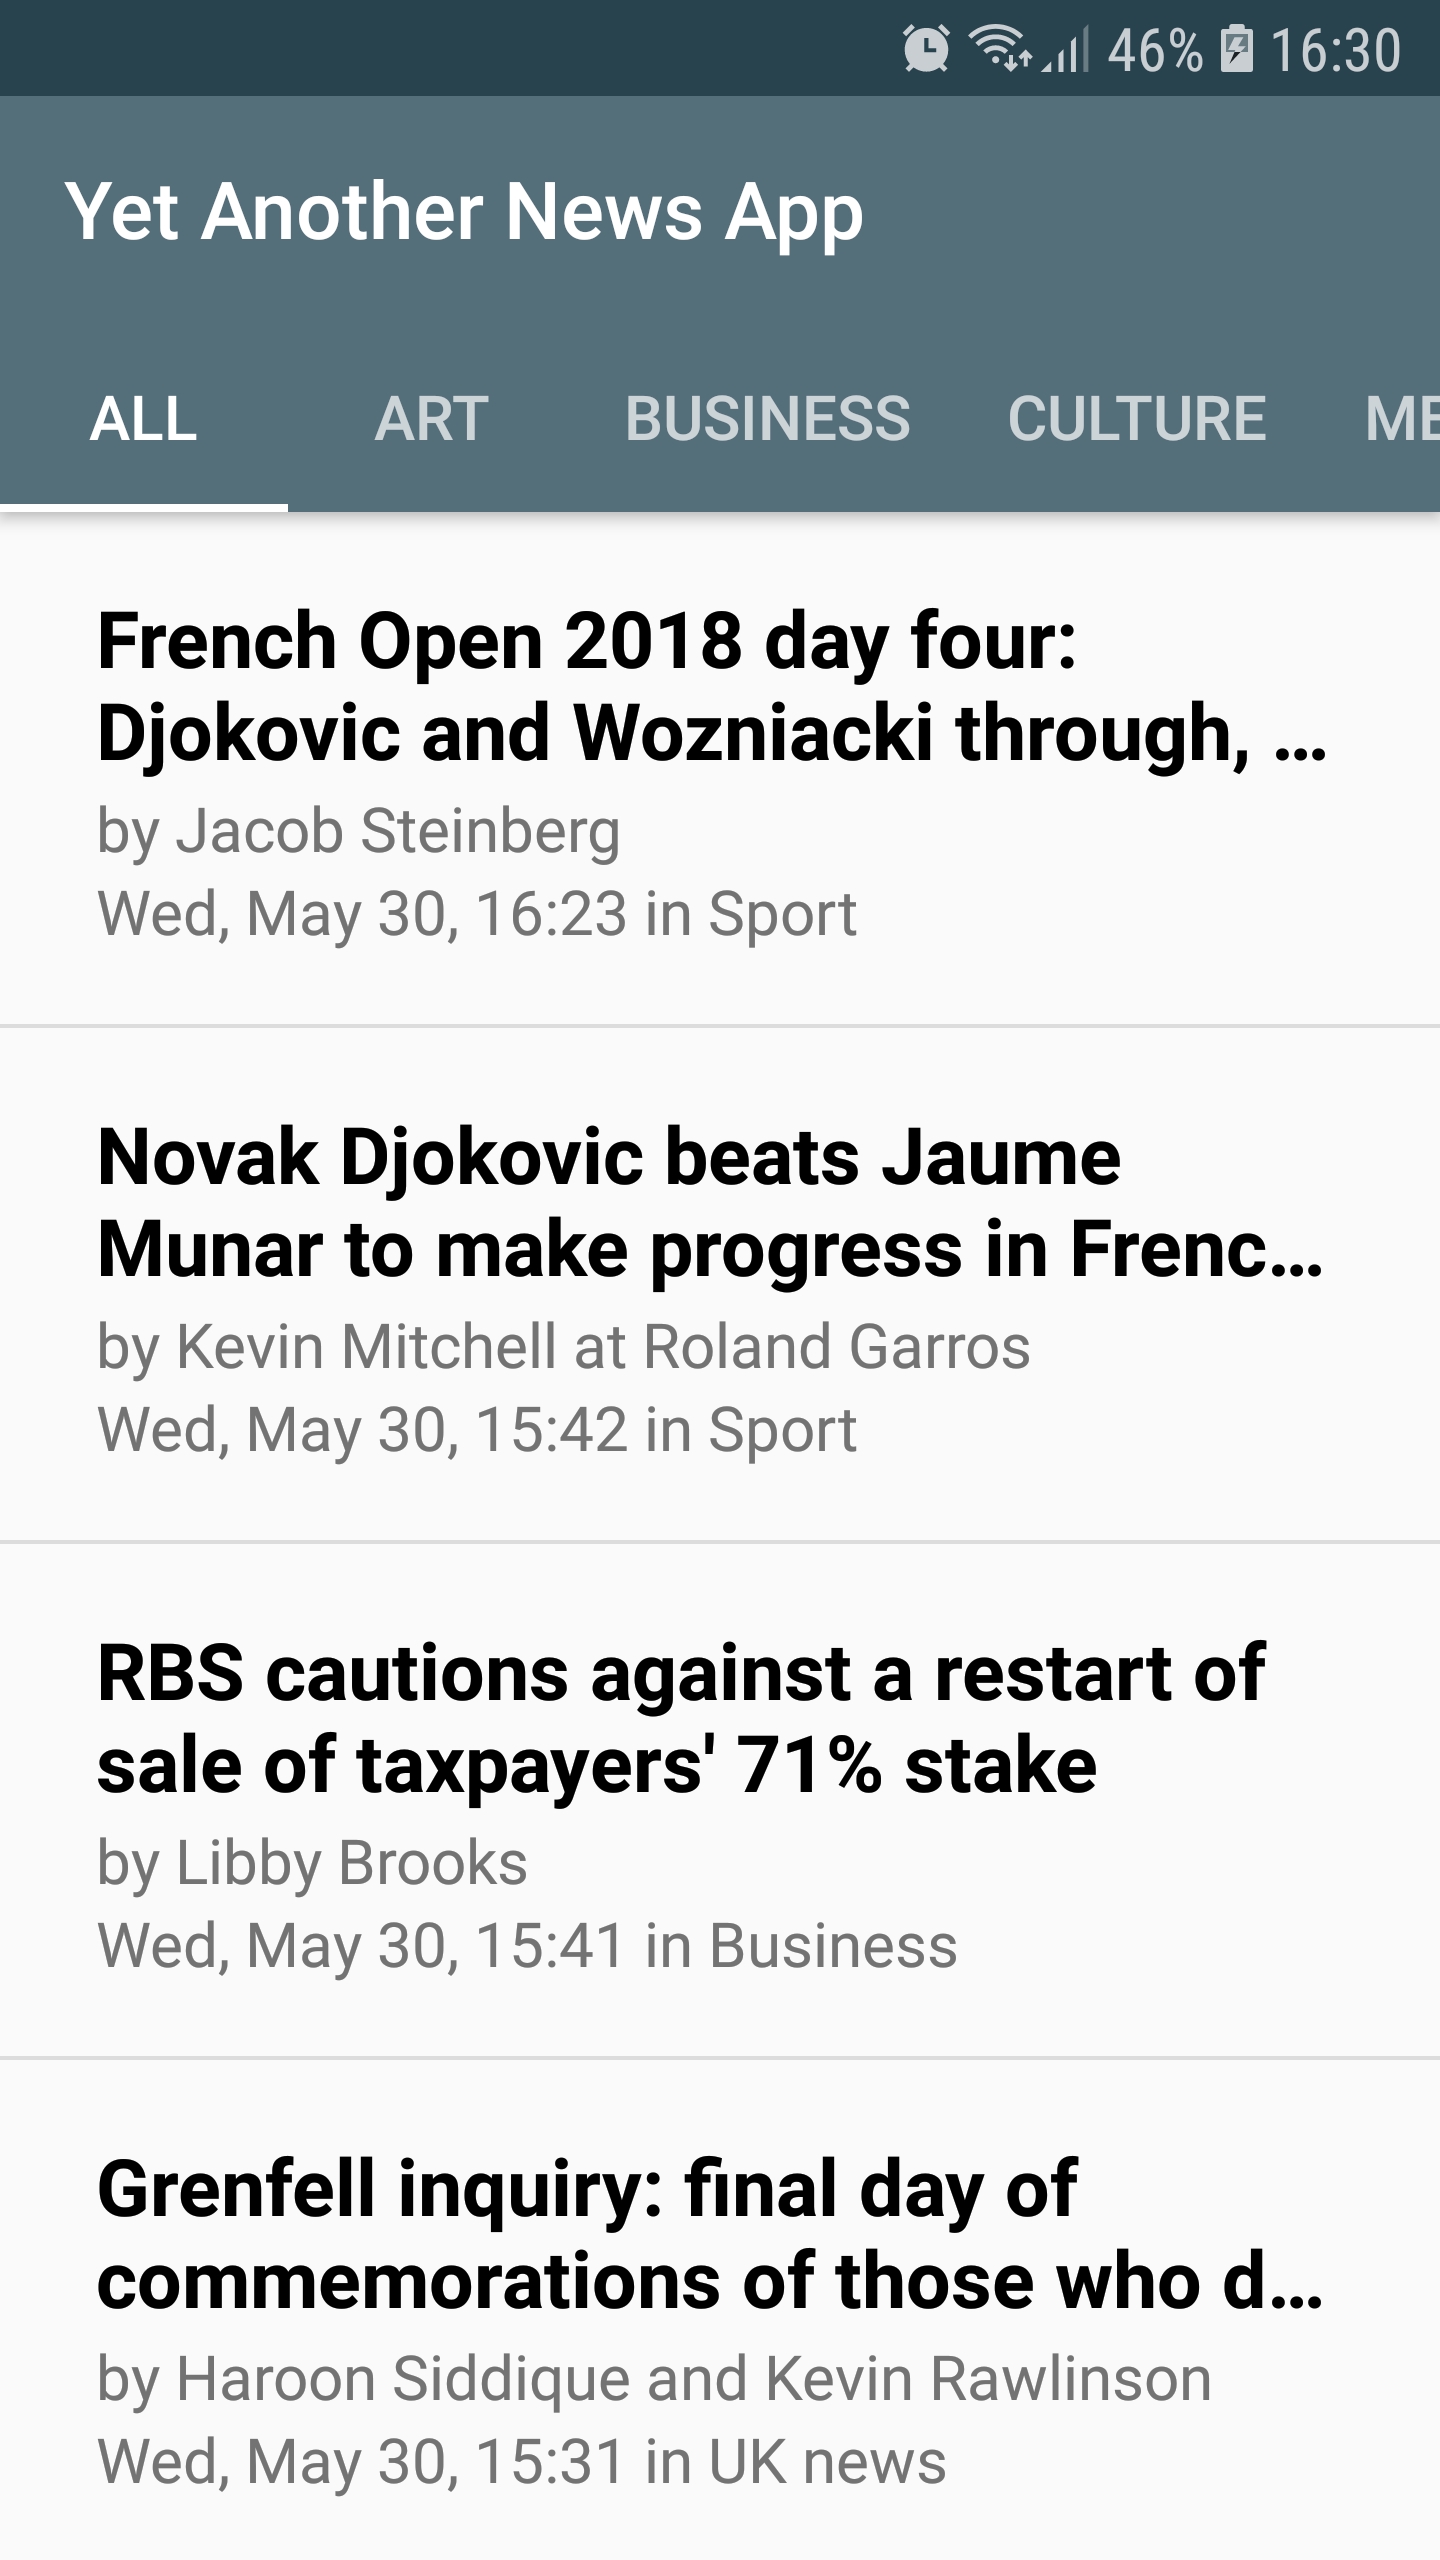 46% 16:30
Yet Another News App
ALL ART BUSINESS CULTURE ME
French Open 2018 day four:
Djokovic and Wozniacki through, …
by Jacob Steinberg
Wed, May 30, 16:23 in Sport
Novak Djokovic beats Jaume
Munar to make progress in Frenc…
by Kevin Mitchell at Roland Garros
Wed, May 30, 15:42 in Sport
RBS cautions against a restart of
sale of taxpayers' 71% stake
by Libby Brooks
Wed, May 30, 15:41 in Business
Grenfell inquiry: final day of
commemorations of those who d…
by Haroon Siddique and Kevin Rawlinson
Wed, May 30, 15:31 in UK news